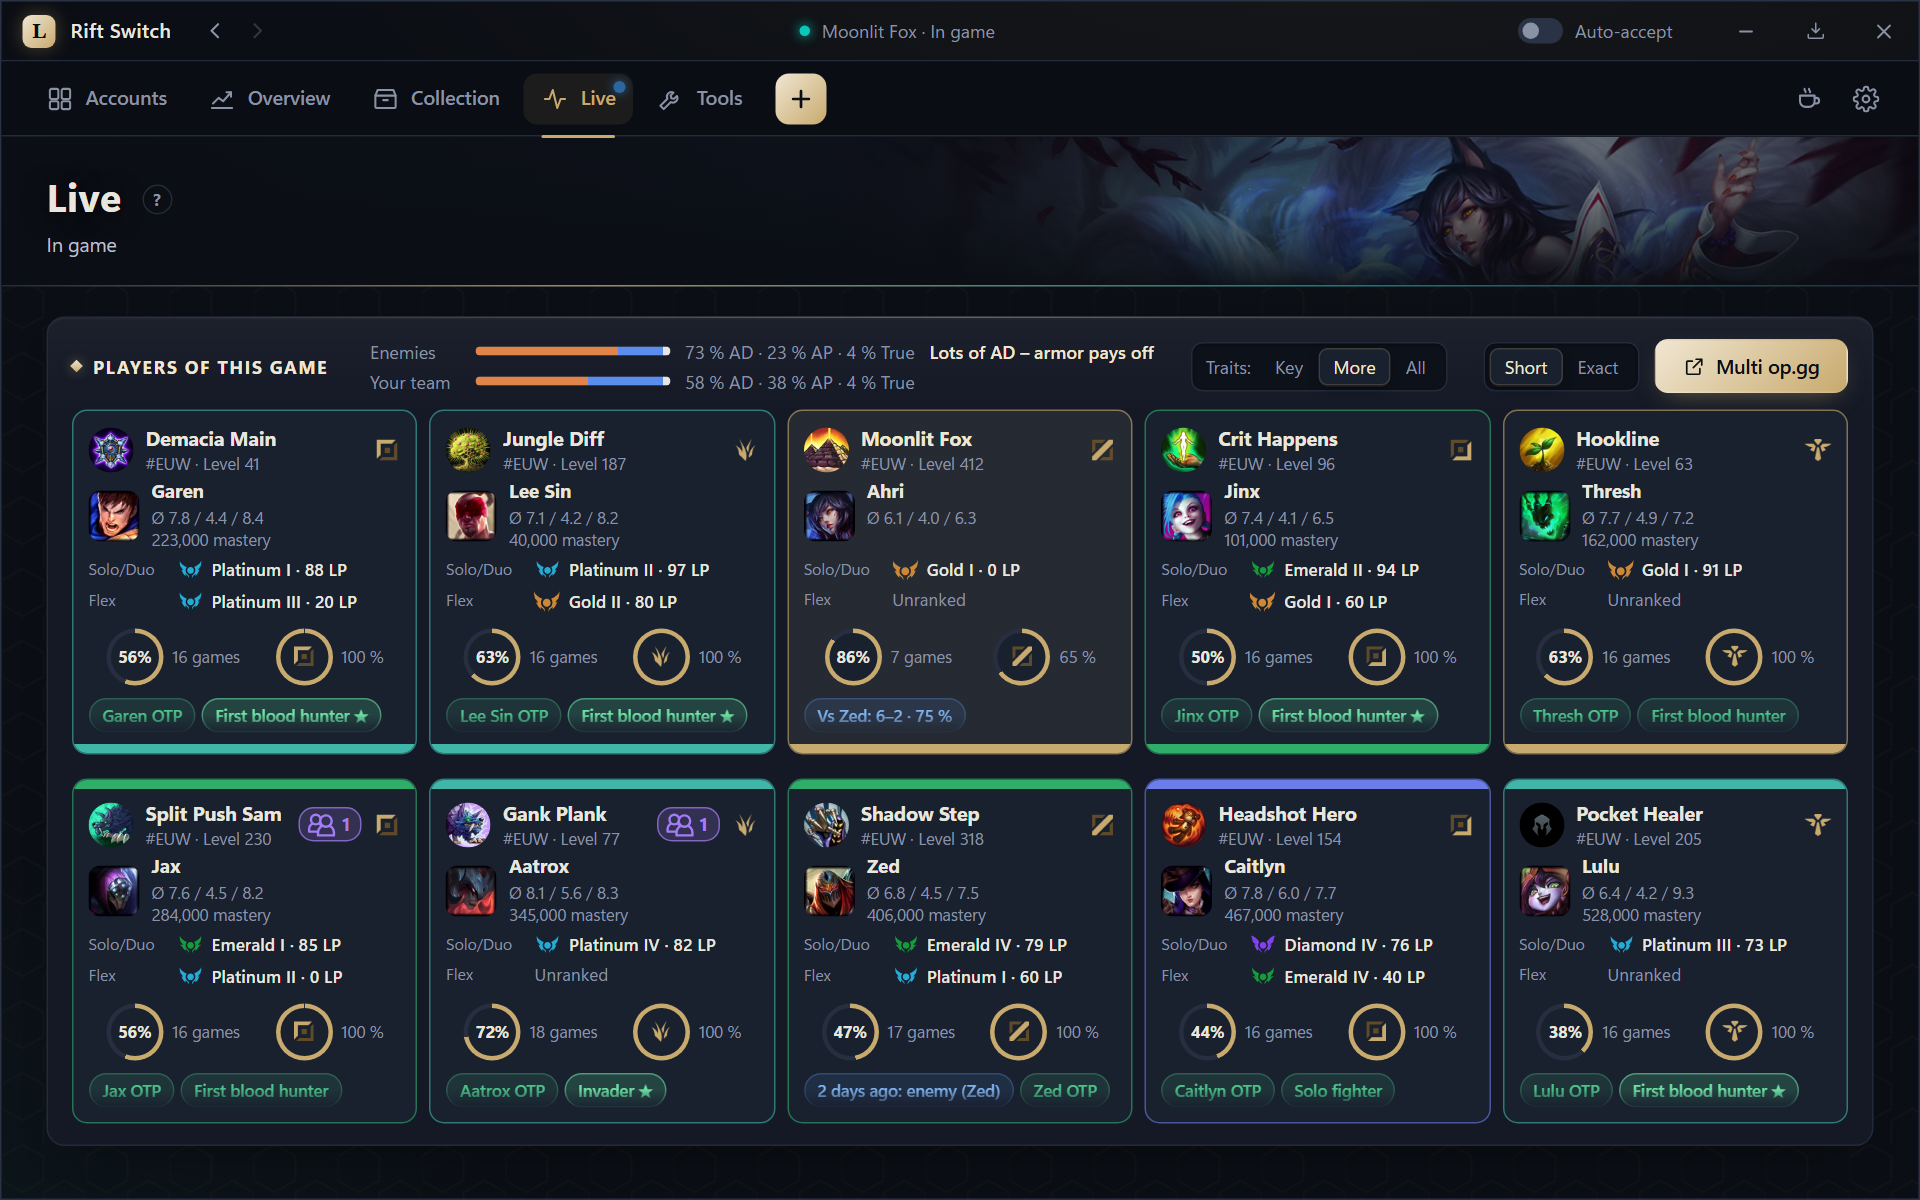 L Rift Switch
Moonlit Fox · In game
Auto-accept
Accounts
Overview
Collection
Live
Tools
+
Live
?
In game
PLAYERS OF THIS GAME
Enemies 73 % AD · 23 % AP · 4 % True Lots of AD – armor pays off
Your team 58 % AD · 38 % AP · 4 % True
Traits: Key More All
Short Exact
Multi op.gg
Demacia Main
#EUW · Level 41
Garen
Ø 7.8 / 4.4 / 8.4
223,000 mastery
Solo/Duo Platinum I · 88 LP
Flex Platinum III · 20 LP
56% 16 games 100 %
Garen OTP First blood hunter ★
Jungle Diff
#EUW · Level 187
Lee Sin
Ø 7.1 / 4.2 / 8.2
40,000 mastery
Solo/Duo Platinum II · 97 LP
Flex Gold II · 80 LP
63% 16 games 100 %
Lee Sin OTP First blood hunter ★
Moonlit Fox
#EUW · Level 412
Ahri
Ø 6.1 / 4.0 / 6.3
Solo/Duo Gold I · 0 LP
Flex Unranked
86% 7 games 65 %
Vs Zed: 6–2 · 75 %
Crit Happens
#EUW · Level 96
Jinx
Ø 7.4 / 4.1 / 6.5
101,000 mastery
Solo/Duo Emerald II · 94 LP
Flex Gold I · 60 LP
50% 16 games 100 %
Jinx OTP First blood hunter ★
Hookline
#EUW · Level 63
Thresh
Ø 7.7 / 4.9 / 7.2
162,000 mastery
Solo/Duo Gold I · 91 LP
Flex Unranked
63% 16 games 100 %
Thresh OTP First blood hunter
Split Push Sam 1
#EUW · Level 230
Jax
Ø 7.6 / 4.5 / 8.2
284,000 mastery
Solo/Duo Emerald I · 85 LP
Flex Platinum II · 0 LP
56% 16 games 100 %
Jax OTP First blood hunter
Gank Plank 1
#EUW · Level 77
Aatrox
Ø 8.1 / 5.6 / 8.3
345,000 mastery
Solo/Duo Platinum IV · 82 LP
Flex Unranked
72% 18 games 100 %
Aatrox OTP Invader ★
Shadow Step
#EUW · Level 318
Zed
Ø 6.8 / 4.5 / 7.5
406,000 mastery
Solo/Duo Emerald IV · 79 LP
Flex Platinum I · 60 LP
47% 17 games 100 %
2 days ago: enemy (Zed) Zed OTP
Headshot Hero
#EUW · Level 154
Caitlyn
Ø 7.8 / 6.0 / 7.7
467,000 mastery
Solo/Duo Diamond IV · 76 LP
Flex Emerald IV · 40 LP
44% 16 games 100 %
Caitlyn OTP Solo fighter
Pocket Healer
#EUW · Level 205
Lulu
Ø 6.4 / 4.2 / 9.3
528,000 mastery
Solo/Duo Platinum III · 73 LP
Flex Unranked
38% 16 games 100 %
Lulu OTP First blood hunter ★